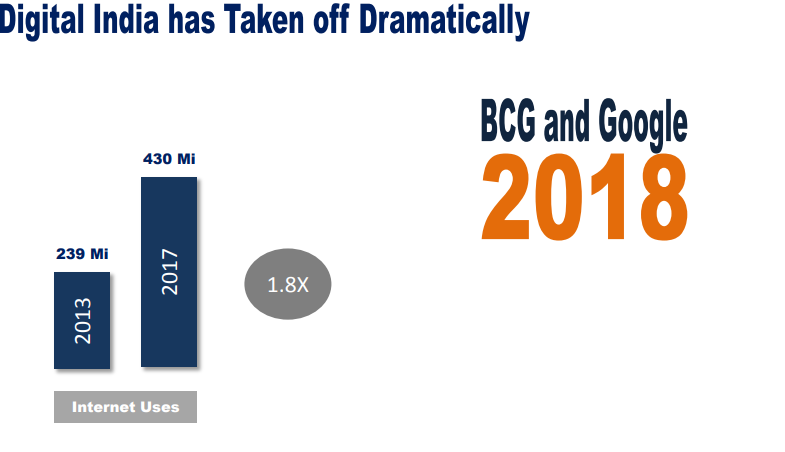 Digital India has Taken off Dramatically
BCG and Google
2018
430 Mi
239 Mi
2017
2013
1.8X
Internet Uses